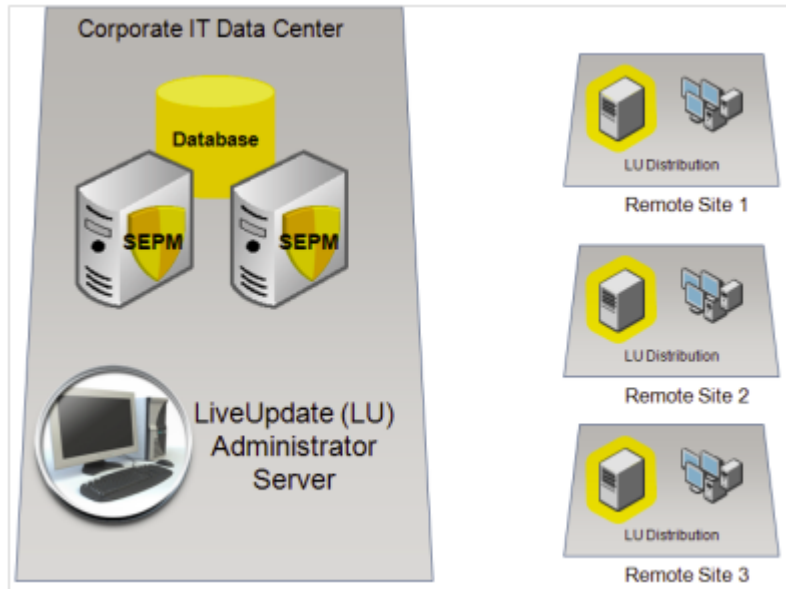 Corporate IT Data Center
Database
SEPM
SEPM
LiveUpdate (LU)
Administrator
Server
LU Distribution
Remote Site 1
LU Distribution
Remote Site 2
LU Distribution
Remote Site 3